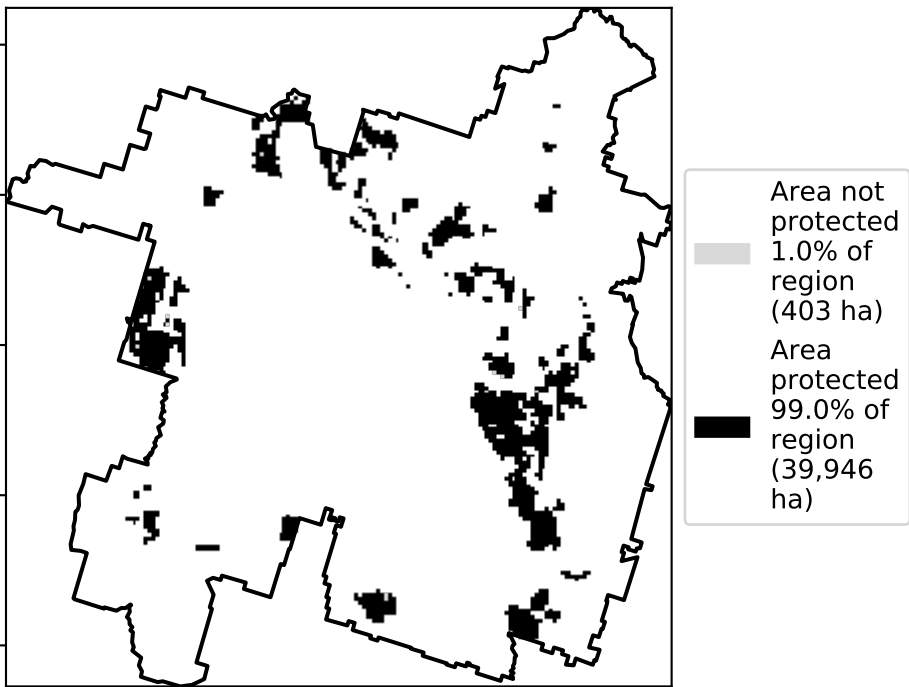 Area not
protected
1.0% of
region
(403 ha)
Area
protected
99.0% of
region
(39,946
ha)